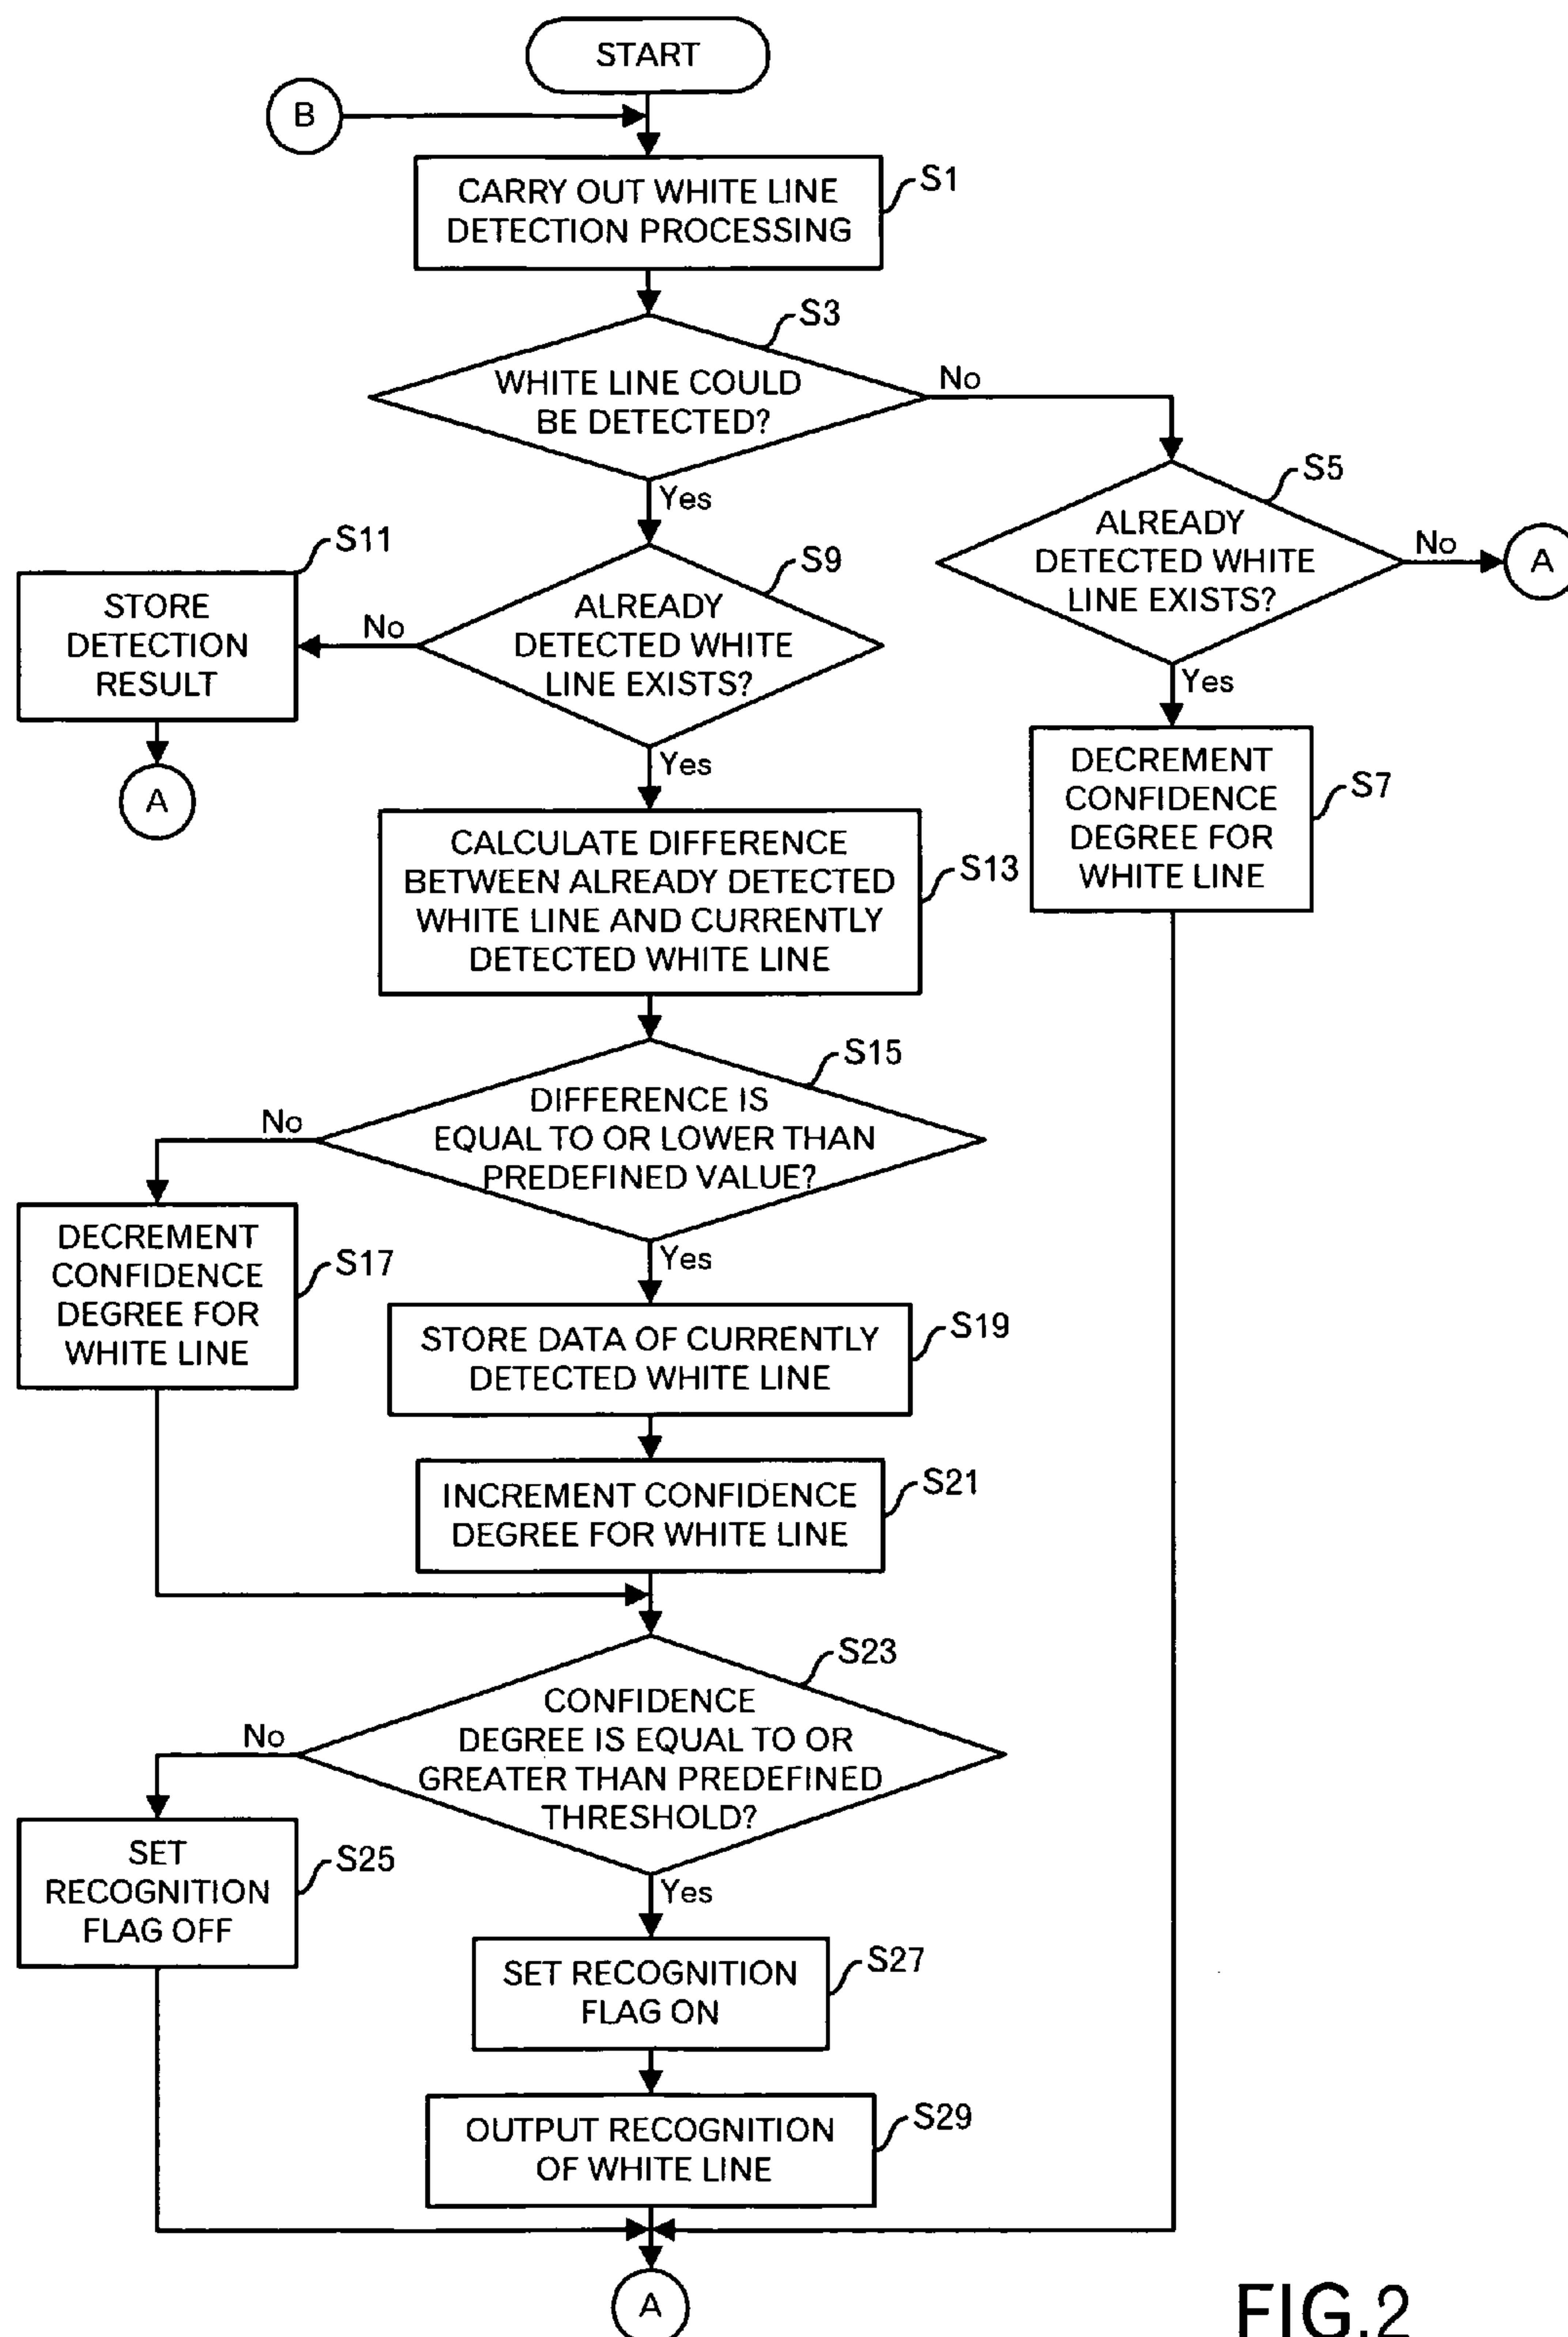 START
B
CARRY OUT WHITE LINE
DETECTION PROCESSING
S1
S3
WHITE LINE COULD
BE DETECTED?
No
Yes
S5
ALREADY
DETECTED WHITE
LINE EXISTS?
No
A
Yes
S11
STORE
DETECTION
RESULT
A
No
S9
ALREADY
DETECTED WHITE
LINE EXISTS?
Yes
DECREMENT
CONFIDENCE
DEGREE FOR
WHITE LINE
S7
CALCULATE DIFFERENCE
BETWEEN ALREADY DETECTED
WHITE LINE AND CURRENTLY
DETECTED WHITE LINE
S13
S15
DIFFERENCE IS
EQUAL TO OR LOWER THAN
PREDEFINED VALUE?
No
Yes
DECREMENT
CONFIDENCE
DEGREE FOR
WHITE LINE
S17
STORE DATA OF CURRENTLY
DETECTED WHITE LINE
S19
INCREMENT CONFIDENCE
DEGREE FOR WHITE LINE
S21
S23
CONFIDENCE
DEGREE IS EQUAL TO OR
GREATER THAN PREDEFINED
THRESHOLD?
No
Yes
SET
RECOGNITION
FLAG OFF
S25
SET RECOGNITION
FLAG ON
S27
OUTPUT RECOGNITION
OF WHITE LINE
S29
A
FIG.2